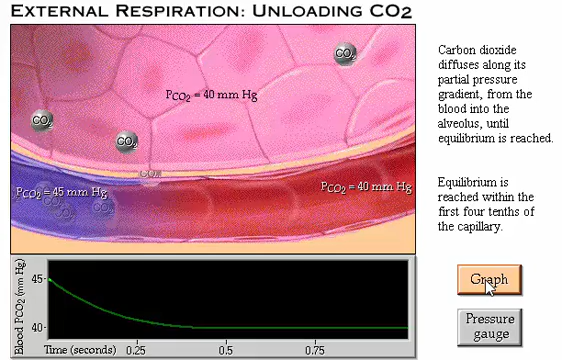 EXTERNAL RESPIRATION: UNLOADING CO2
CO2
PCO2 = 40 mm Hg
CO2
CO2
PCO2 = 45 mm Hg
PCO2 = 40 mm Hg
Carbon dioxide
diffuses along its
partial pressure
gradient, from the
blood into the
alveolus, until
equilibrium is reached.
Equilibrium is
reached within the
first four tenths of
the capillary.
Graph
Pressure
gauge
Blood PCO2 (mm Hg)
45-
40-
Time (seconds) 0.25 0.5 0.75